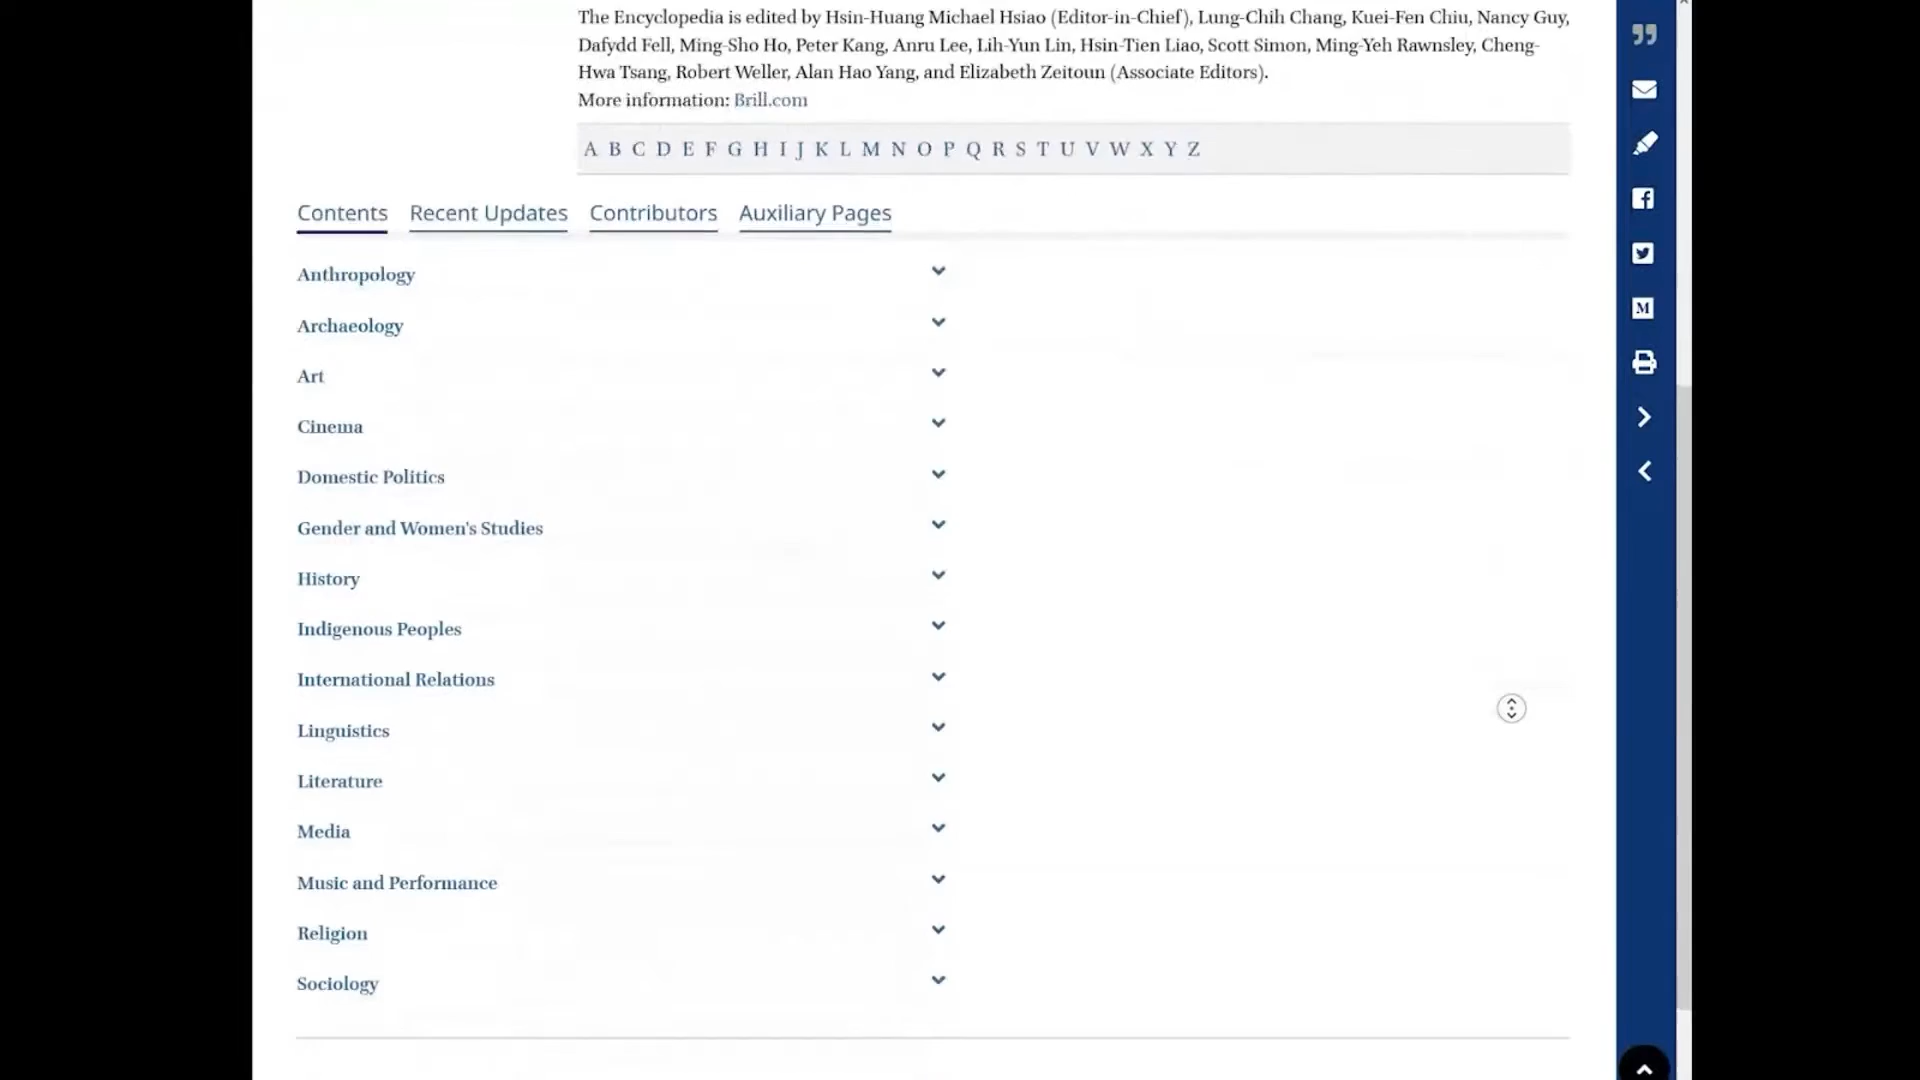 The Encyclopedia is edited by Hsin-Huang Michael Hsiao (Editor-in-Chief), Lung-Chih Chang, Kuei-Fen Chiu, Nancy Guy,
Dafydd Fell, Ming-Sho Ho, Peter Kang, Anru Lee, Lih-Yun Lin, Hsin-Tien Liao, Scott Simon, Ming-Yeh Rawnsley, Cheng-
Hwa Tsang, Robert Weller, Alan Hao Yang, and Elizabeth Zeitoun (Associate Editors).
More information: Brill.com
A B C D E F G H I J K L M N O P Q R S T U V W X Y Z
Contents Recent Updates Contributors Auxiliary Pages
Anthropology
Archaeology
Art
Cinema
Domestic Politics
Gender and Women's Studies
History
Indigenous Peoples
International Relations
Linguistics
Literature
Media
Music and Performance
Religion
Sociology